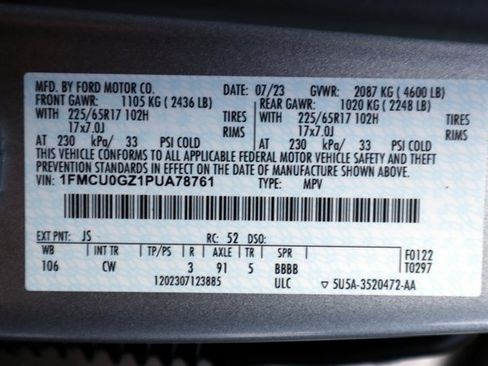 MFD. BY FORD MOTOR CO. DATE: 07/23 GVWR: 2087 KG (4600 LB)
FRONT GAWR: 1105 KG (2436 LB) REAR GAWR: 1020 KG (2248 LB)
WITH 225/65R17 102H TIRES WITH 225/65R17 102H TIRES
17x7.0J RIMS 17x7.0J RIMS
AT 230 kPa/ 33 PSI COLD AT 230 kPa/ 33 PSI COLD
THIS VEHICLE CONFORMS TO ALL APPLICABLE FEDERAL MOTOR VEHICLE SAFETY AND THEFT
PREVENTION STANDARDS IN EFFECT ON THE DATE OF MANUFACTURE SHOWN ABOVE.
VIN: 1FMCU0GZ1PUA78761 TYPE: MPV
EXT PNT: JS RC: 52 DSO:
WB INT TR TP/PS R AXLE TR SPR F0122
106 CW 3 91 5 BBBB T0297
1202307123885 ULC ▽ 5U5A-3520472-AA